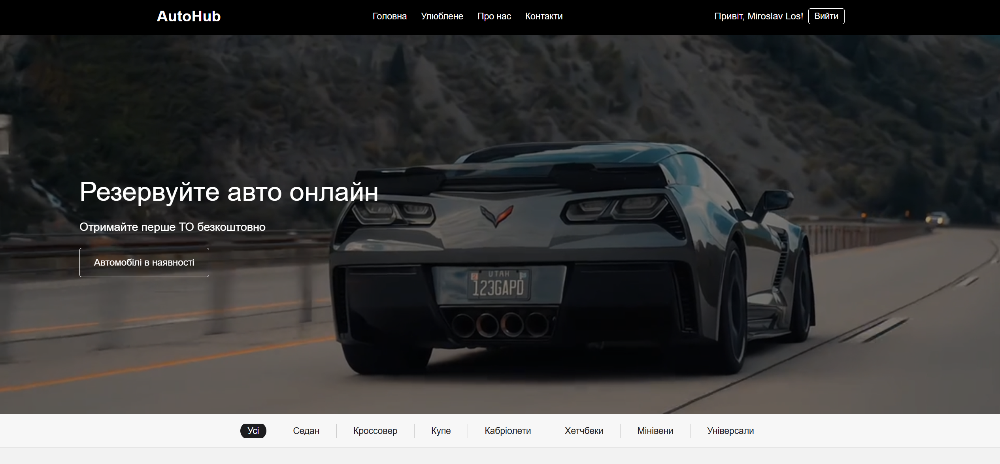 AutoHub
Головна Улюблене Про нас Контакти
Привіт, Miroslav Los! Вийти
Резервуйте авто онлайн
Отримайте перше ТО безкоштовно
Автомобілі в наявності
UTAH
123GAPD
Усі Седан Кроссовер Купе Кабріолети Хетчбеки Мінівени Універсали